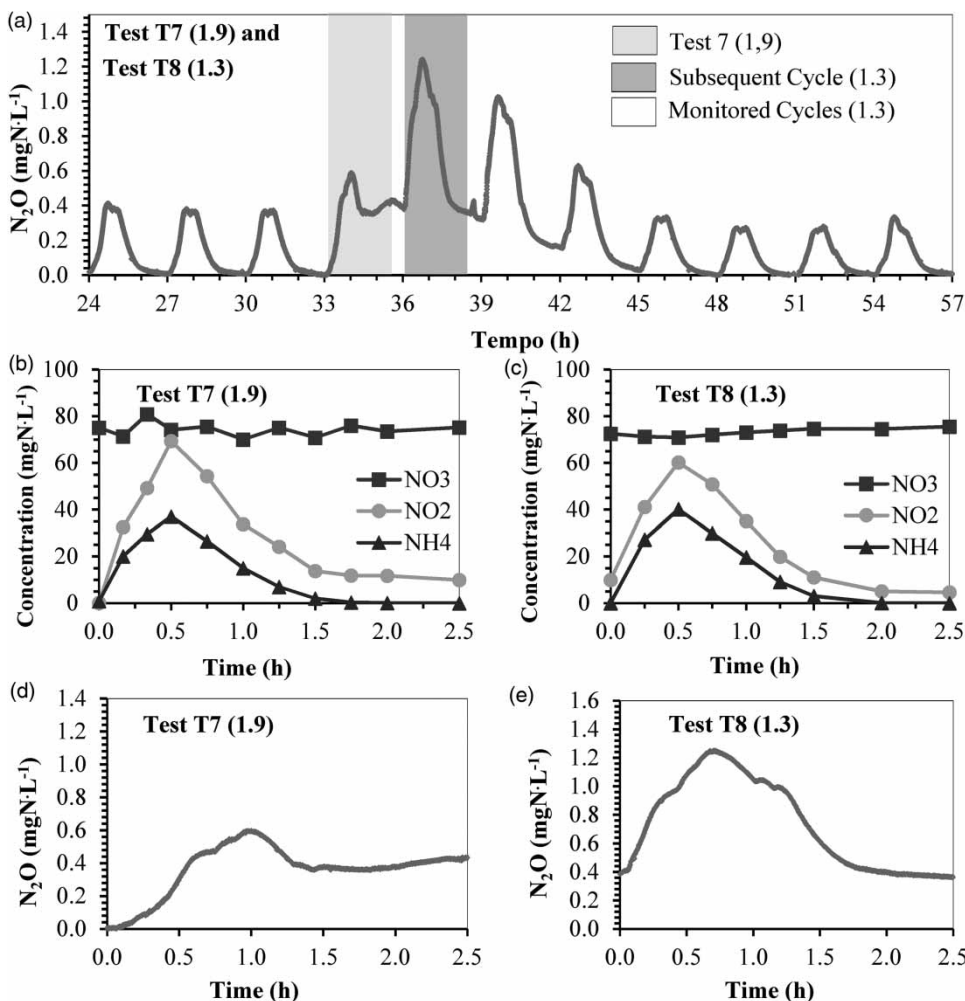 (a)
Test T7 (1.9) and
Test T8 (1.3)
Test 7 (1,9)
Subsequent Cycle (1.3)
Monitored Cycles (1.3)
N₂O (mgN·L⁻¹)
1.4
1.2
1.0
0.8
0.6
0.4
0.2
0.0
24 27 30 33 36 39 42 45 48 51 54 57
Tempo (h)
(b)
Test T7 (1.9)
Concentration (mgN·L⁻¹)
100
80
60
40
20
0
NO3
NO2
NH4
0.0 0.5 1.0 1.5 2.0 2.5
Time (h)
(c)
Test T8 (1.3)
Concentration (mgN·L⁻¹)
100
80
60
40
20
0
NO3
NO2
NH4
0.0 0.5 1.0 1.5 2.0 2.5
Time (h)
(d)
Test T7 (1.9)
N₂O (mgN·L⁻¹)
1.4
1.2
1.0
0.8
0.6
0.4
0.2
0.0
0.0 0.5 1.0 1.5 2.0 2.5
Time (h)
(e)
Test T8 (1.3)
N₂O (mgN·L⁻¹)
1.6
1.4
1.2
1.0
0.8
0.6
0.4
0.2
0.0
0.0 0.5 1.0 1.5 2.0 2.5
Time (h)